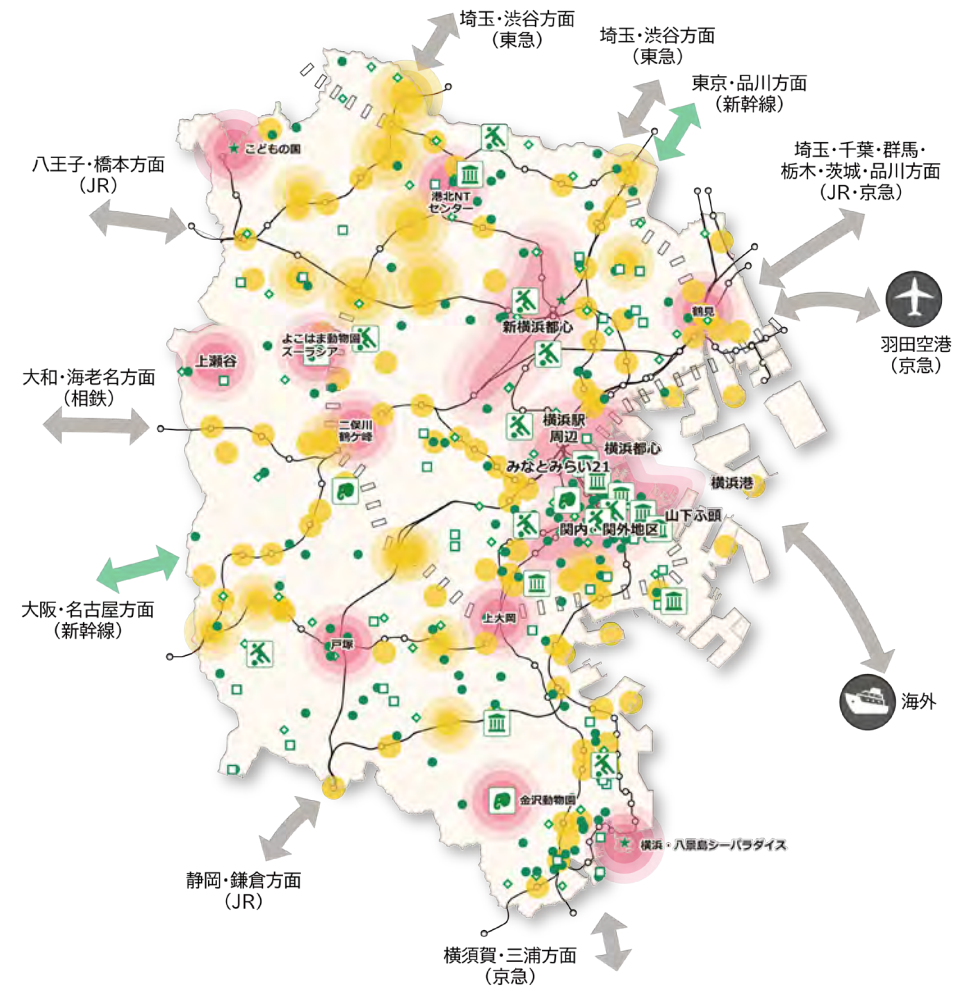 埼玉・渋谷方面
（東急）
埼玉・渋谷方面
（東急）
東京・品川方面
（新幹線）
八王子・橋本方面
（JR）
埼玉・千葉・群馬・
栃木・茨城・品川方面
（JR・京急）
こどもの国
港北NT
センター
新横浜都心
鶴見
羽田空港
（京急）
よこはま動物園
ズーラシア
上瀬谷
大和・海老名方面
（相鉄）
二俣川
鶴ケ峰
横浜駅
周辺
横浜都心
みなとみらい21
横浜港
山下ふ頭
関内・関外地区
大阪・名古屋方面
（新幹線）
上大岡
戸塚
海外
金沢動物園
横浜・八景島シーパラダイス
静岡・鎌倉方面
（JR）
横須賀・三浦方面
（京急）